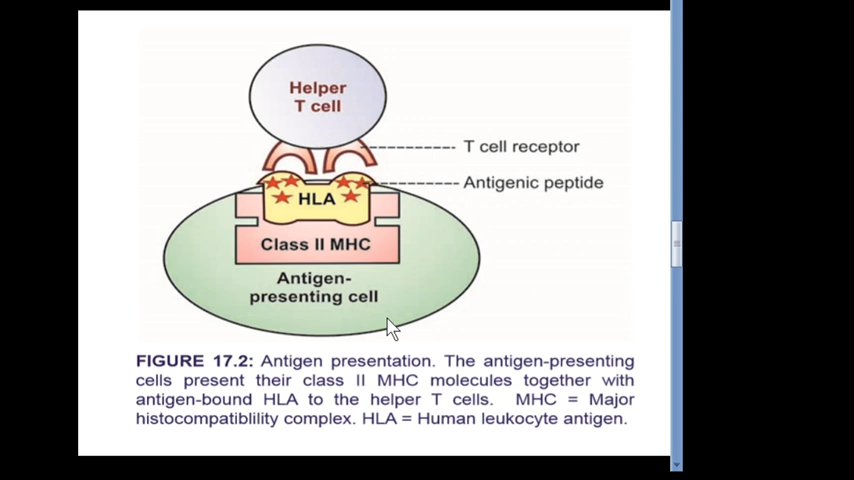 Helper
T cell
T cell receptor
Antigenic peptide
HLA
Class II MHC
Antigen-
presenting cell
FIGURE 17.2: Antigen presentation. The antigen-presenting
cells present their class II MHC molecules together with
antigen-bound HLA to the helper T cells. MHC = Major
histocompatiblility complex. HLA = Human leukocyte antigen.